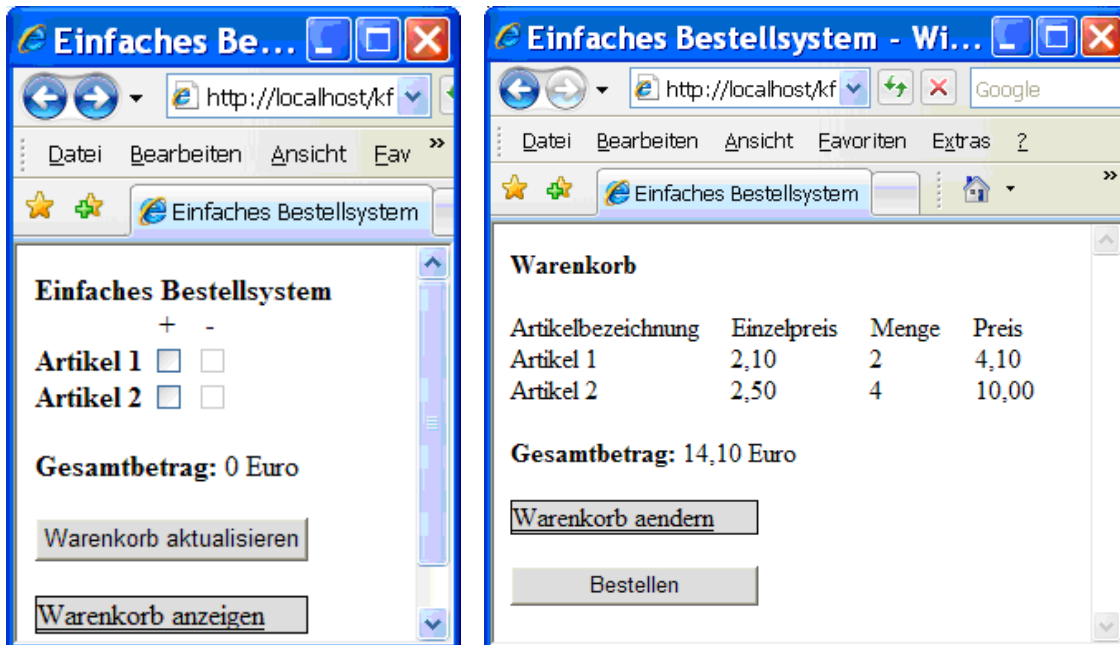 Einfaches Be...
http://localhost/kf
Datei Bearbeiten Ansicht Fav »
Einfaches Bestellsystem
Einfaches Bestellsystem
+ -
Artikel 1
Artikel 2
Gesamtbetrag: 0 Euro
Warenkorb aktualisieren
Warenkorb anzeigen
Einfaches Bestellsystem - Wi...
http://localhost/kf Google
Datei Bearbeiten Ansicht Favoriten Extras ?
Einfaches Bestellsystem »
Warenkorb
Artikelbezeichnung Einzelpreis Menge Preis
Artikel 1 2,10 2 4,10
Artikel 2 2,50 4 10,00
Gesamtbetrag: 14,10 Euro
Warenkorb aendern
Bestellen